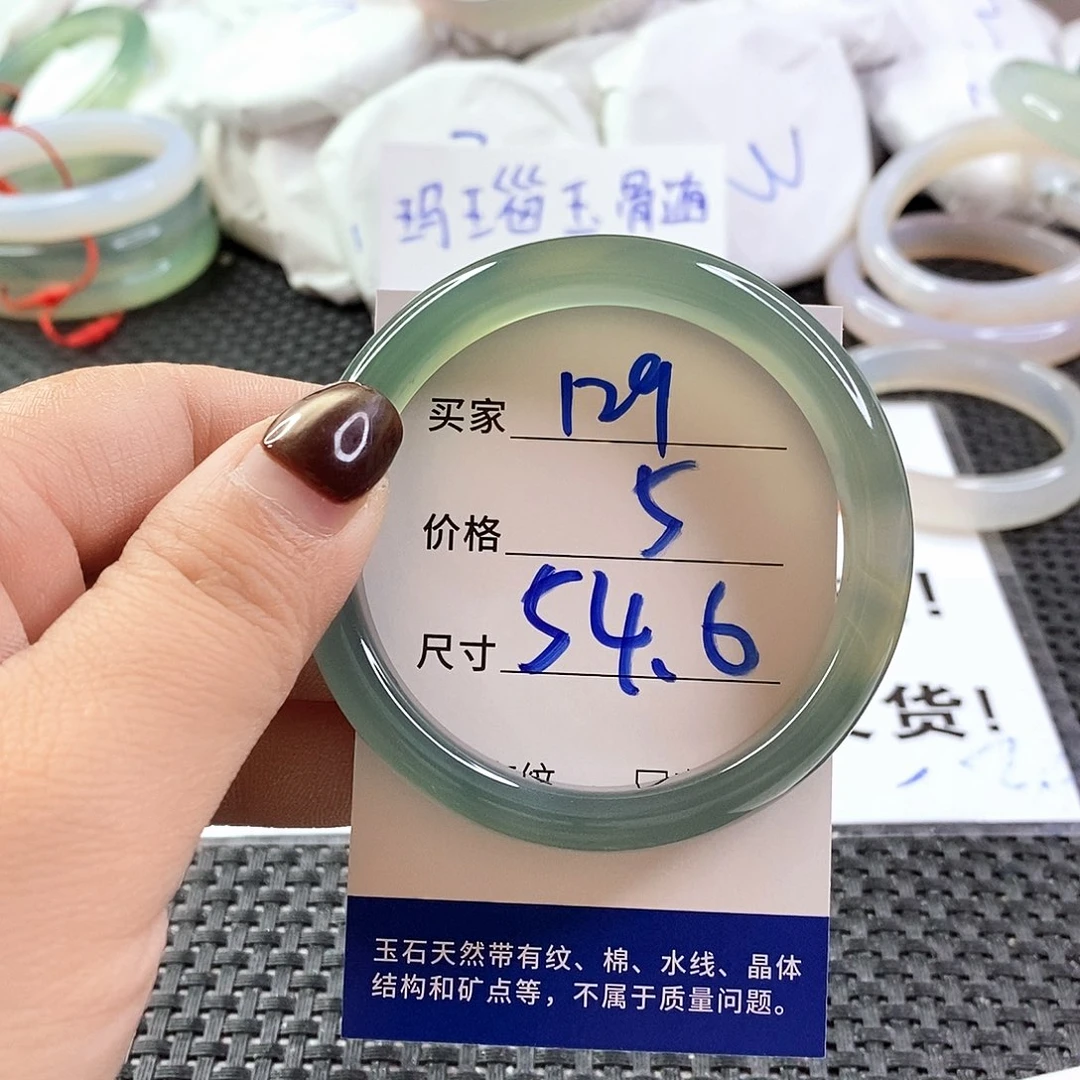 玛瑙玉骨髓
买家 129
价格 5
尺寸 54.6
货！
玉石天然带有纹、棉、水线、晶体
结构和矿点等，不属于质量问题。